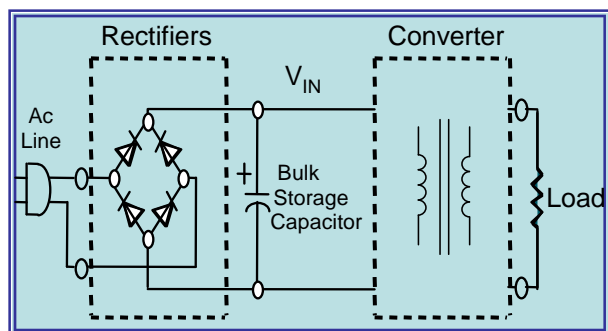 Rectifiers
Converter
V_IN
Ac
Line
+
Bulk
Storage
Capacitor
Load